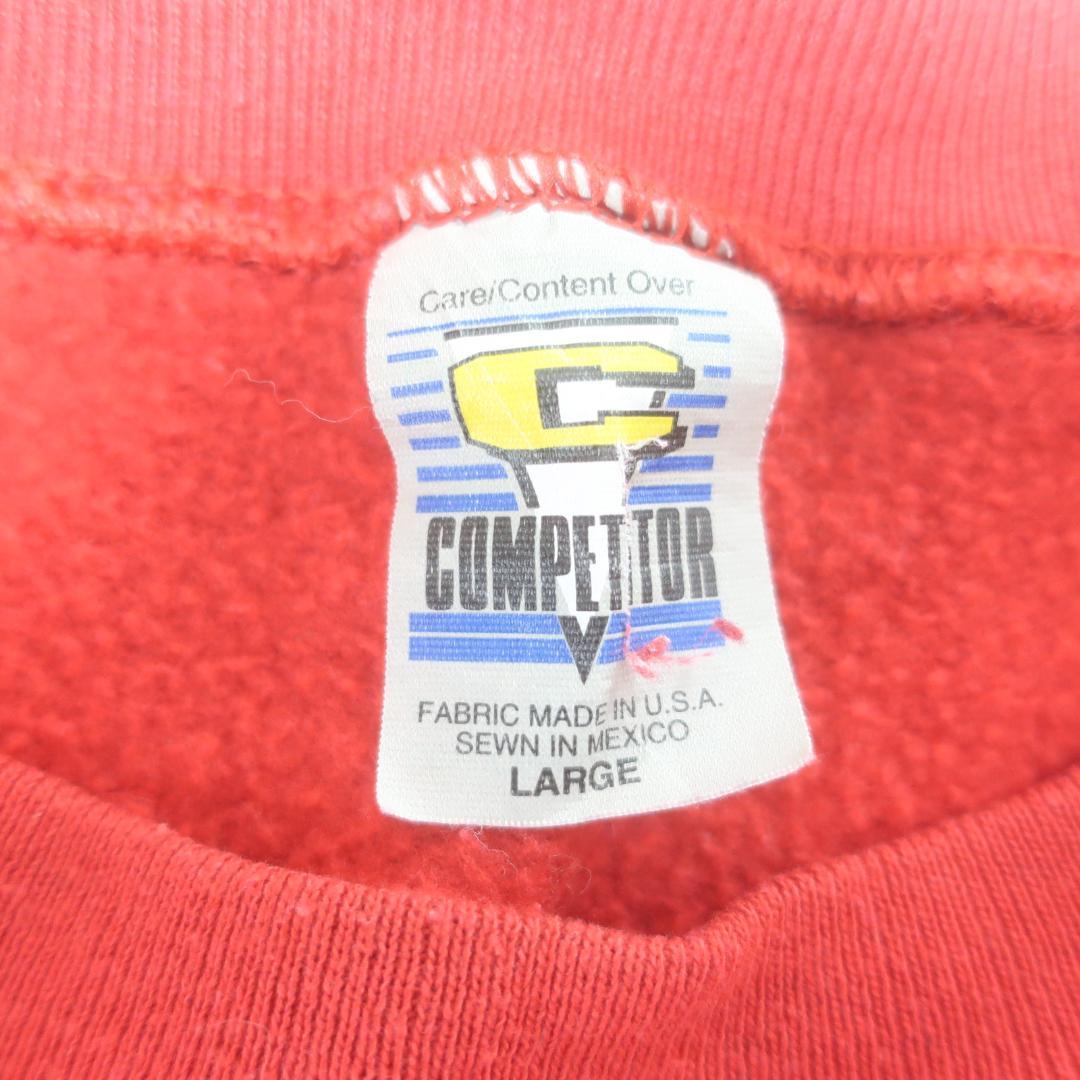 Care/Content Over
C
COMPETITOR
FABRIC MADE IN U.S.A.
SEWN IN MEXICO
LARGE